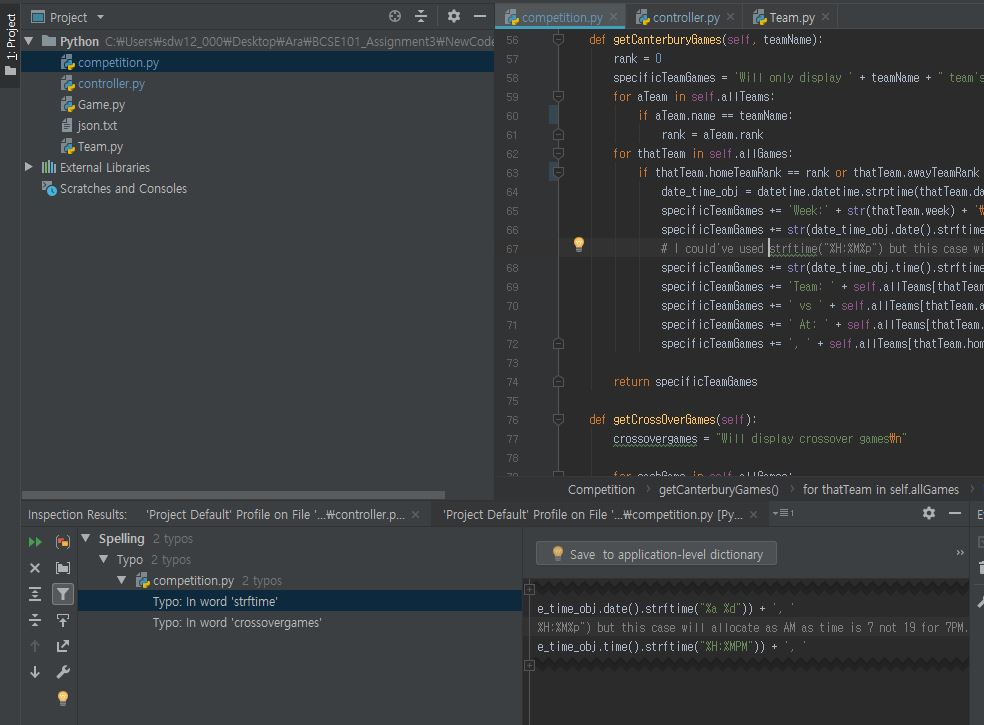 1: Project
Project
Python C:₩Users₩sdw12_000₩Desktop₩Ara₩BCSE101_Assignment3₩NewCode
competition.py
controller.py
Game.py
json.txt
Team.py
External Libraries
Scratches and Consoles
competition.py controller.py Team.py
56 def getCanterburyGames(self, teamName):
57 rank = 0
58 specificTeamGames = 'Will only display ' + teamName + " team's
59 for aTeam in self.allTeams:
60 if aTeam.name == teamName:
61 rank = aTeam.rank
62 for thatTeam in self.allGames:
63 if thatTeam.homeTeamRank == rank or thatTeam.awayTeamRank
64 date_time_obj = datetime.datetime.strptime(thatTeam.da
65 specificTeamGames += 'Week:' + str(thatTeam.week) + '₩
66 specificTeamGames += str(date_time_obj.date().strftime
67 # I could've used strftime("%H:%M%p") but this case wi
68 specificTeamGames += str(date_time_obj.time().strftime
69 specificTeamGames += 'Team: ' + self.allTeams[thatTeam
70 specificTeamGames += ' vs ' + self.allTeams[thatTeam.a
71 specificTeamGames += ' At: ' + self.allTeams[thatTeam.
72 specificTeamGames += ', ' + self.allTeams[thatTeam.hom
73
74 return specificTeamGames
75
76 def getCrossOverGames(self):
77 crossovergames = "Will display crossover games₩n"
78
79 for eachGame in self.allGames:
Competition getCanterburyGames() for thatTeam in self.allGames
Inspection Results: 'Project Default' Profile on File '...₩controller.p... 'Project Default' Profile on File '...₩competition.py [Py... 1
Spelling 2 typos
Typo 2 typos
competition.py 2 typos
Typo: In word 'strftime'
Typo: In word 'crossovergames'
Save to application-level dictionary
e_time_obj.date().strftime("%a %d")) + ', '
%H:%M%p") but this case will allocate as AM as time is 7 not 19 for 7PM.
e_time_obj.time().strftime("%H:%MPM")) + ', '